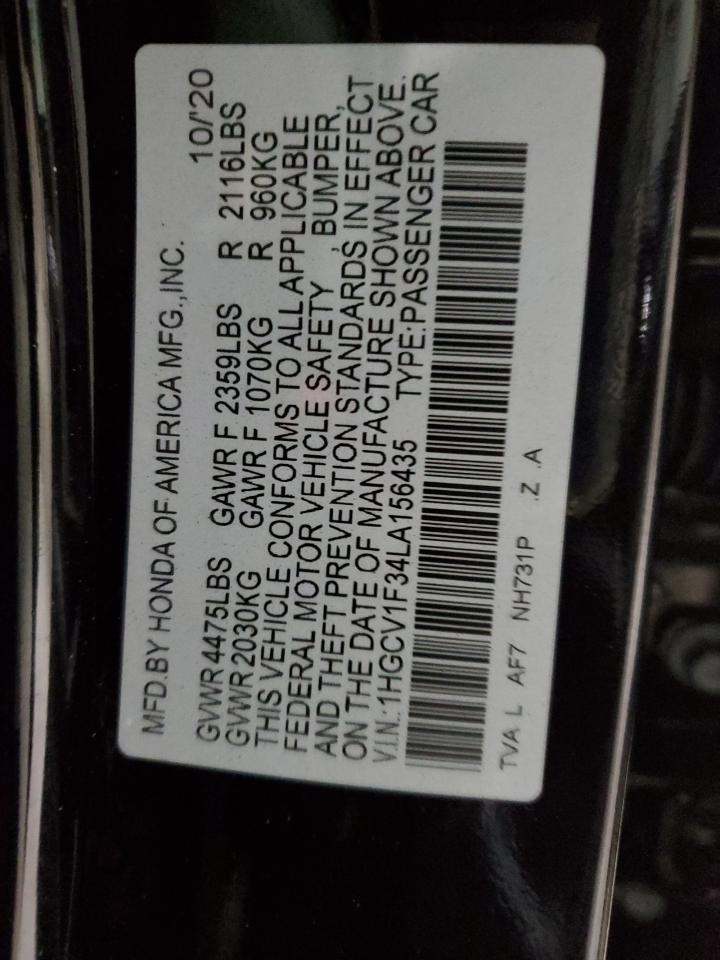 MFD.BY HONDA OF AMERICA MFG.,INC. 10/'20
GVWR 4475LBS GAWR F 2359LBS R 2116LBS
GVWR 2030KG GAWR F 1070KG R 960KG
THIS VEHICLE CONFORMS TO ALL APPLICABLE
FEDERAL MOTOR VEHICLE SAFETY , BUMPER,
AND THEFT PREVENTION STANDARDS, IN EFFECT
ON THE DATE OF MANUFACTURE SHOWN ABOVE.
V.I.N.:1HGCV1F34LA156435 TYPE:PASSENGER CAR
TVA L AF7 NH731P .Z .A